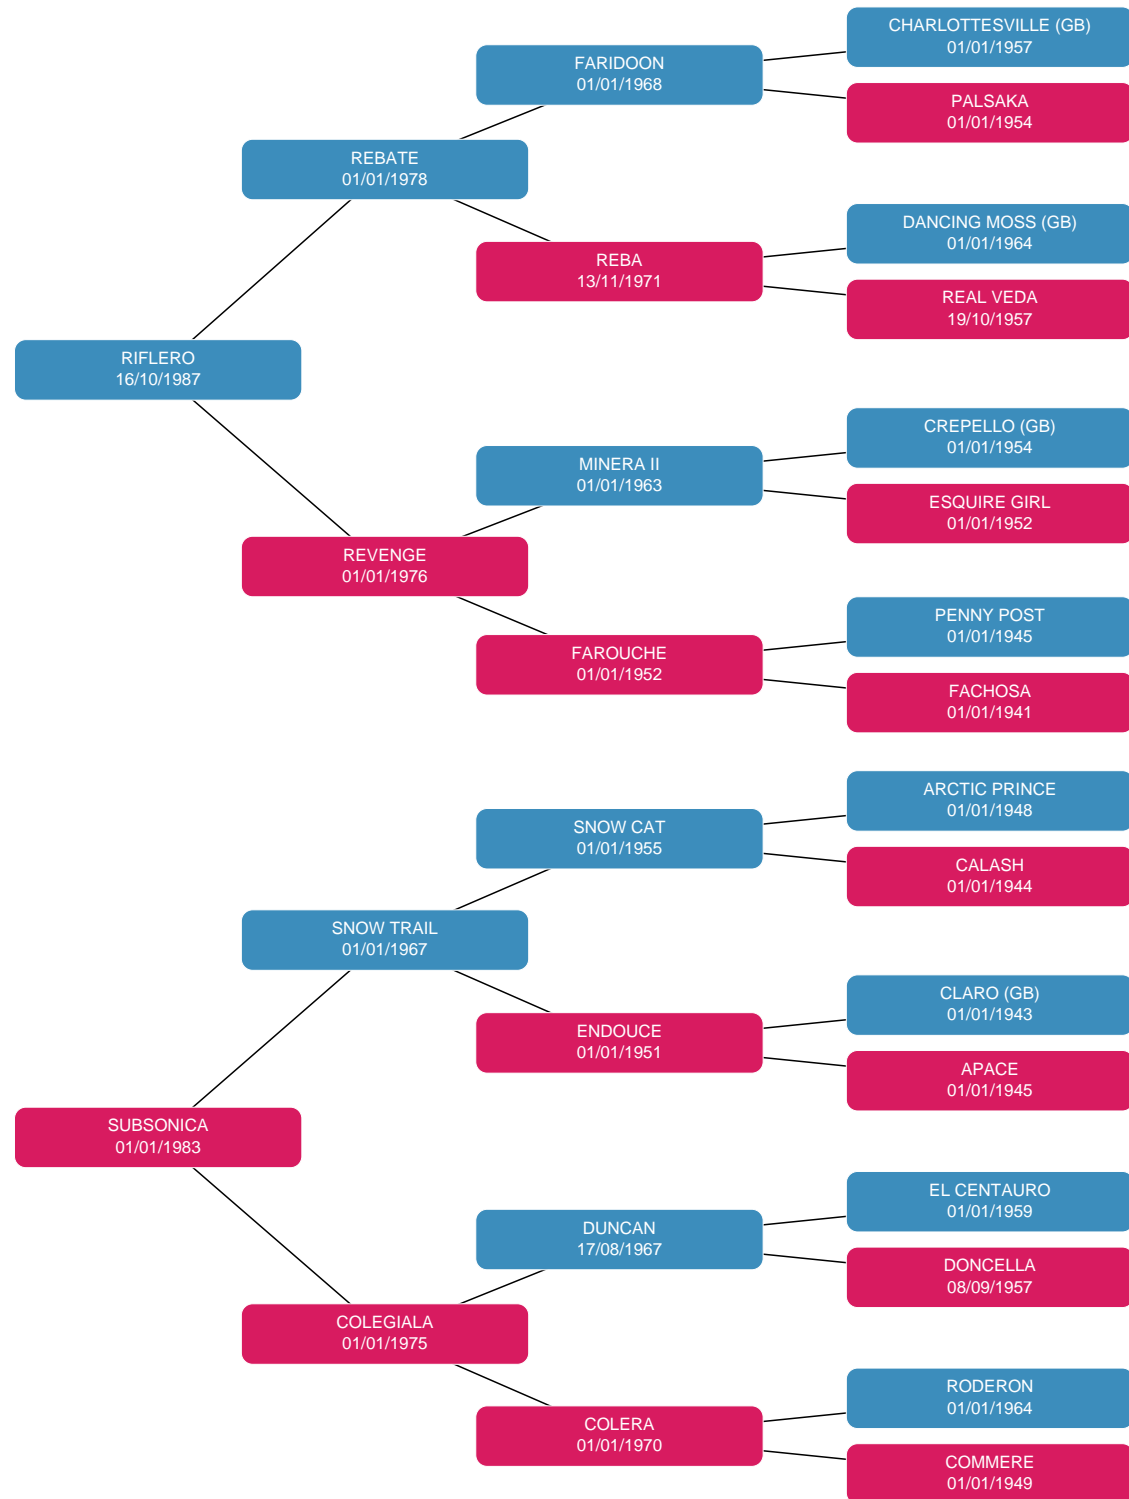 CHARLOTTESVILLE (GB)
01/01/1957
FARIDOON
01/01/1968
PALSAKA
01/01/1954
REBATE
01/01/1978
DANCING MOSS (GB)
01/01/1964
REBA
13/11/1971
REAL VEDA
19/10/1957
RIFLERO
16/10/1987
CREPELLO (GB)
01/01/1954
MINERA II
01/01/1963
ESQUIRE GIRL
01/01/1952
REVENGE
01/01/1976
PENNY POST
01/01/1945
FAROUCHE
01/01/1952
FACHOSA
01/01/1941
ARCTIC PRINCE
01/01/1948
SNOW CAT
01/01/1955
CALASH
01/01/1944
SNOW TRAIL
01/01/1967
CLARO (GB)
01/01/1943
ENDOUCE
01/01/1951
APACE
01/01/1945
SUBSONICA
01/01/1983
EL CENTAURO
01/01/1959
DUNCAN
17/08/1967
DONCELLA
08/09/1957
COLEGIALA
01/01/1975
RODERON
01/01/1964
COLERA
01/01/1970
COMMERE
01/01/1949